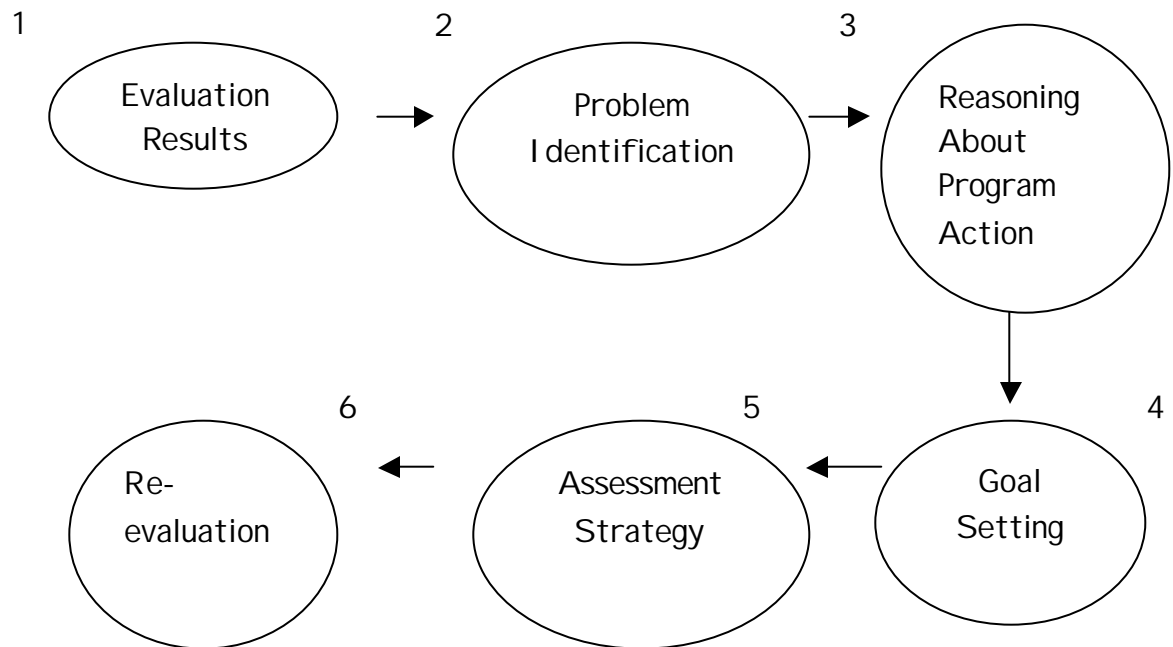 1
Evaluation
Results
2
Problem
Identification
3
Reasoning
About
Program
Action
4
Goal
Setting
5
Assessment
Strategy
6
Re-
evaluation